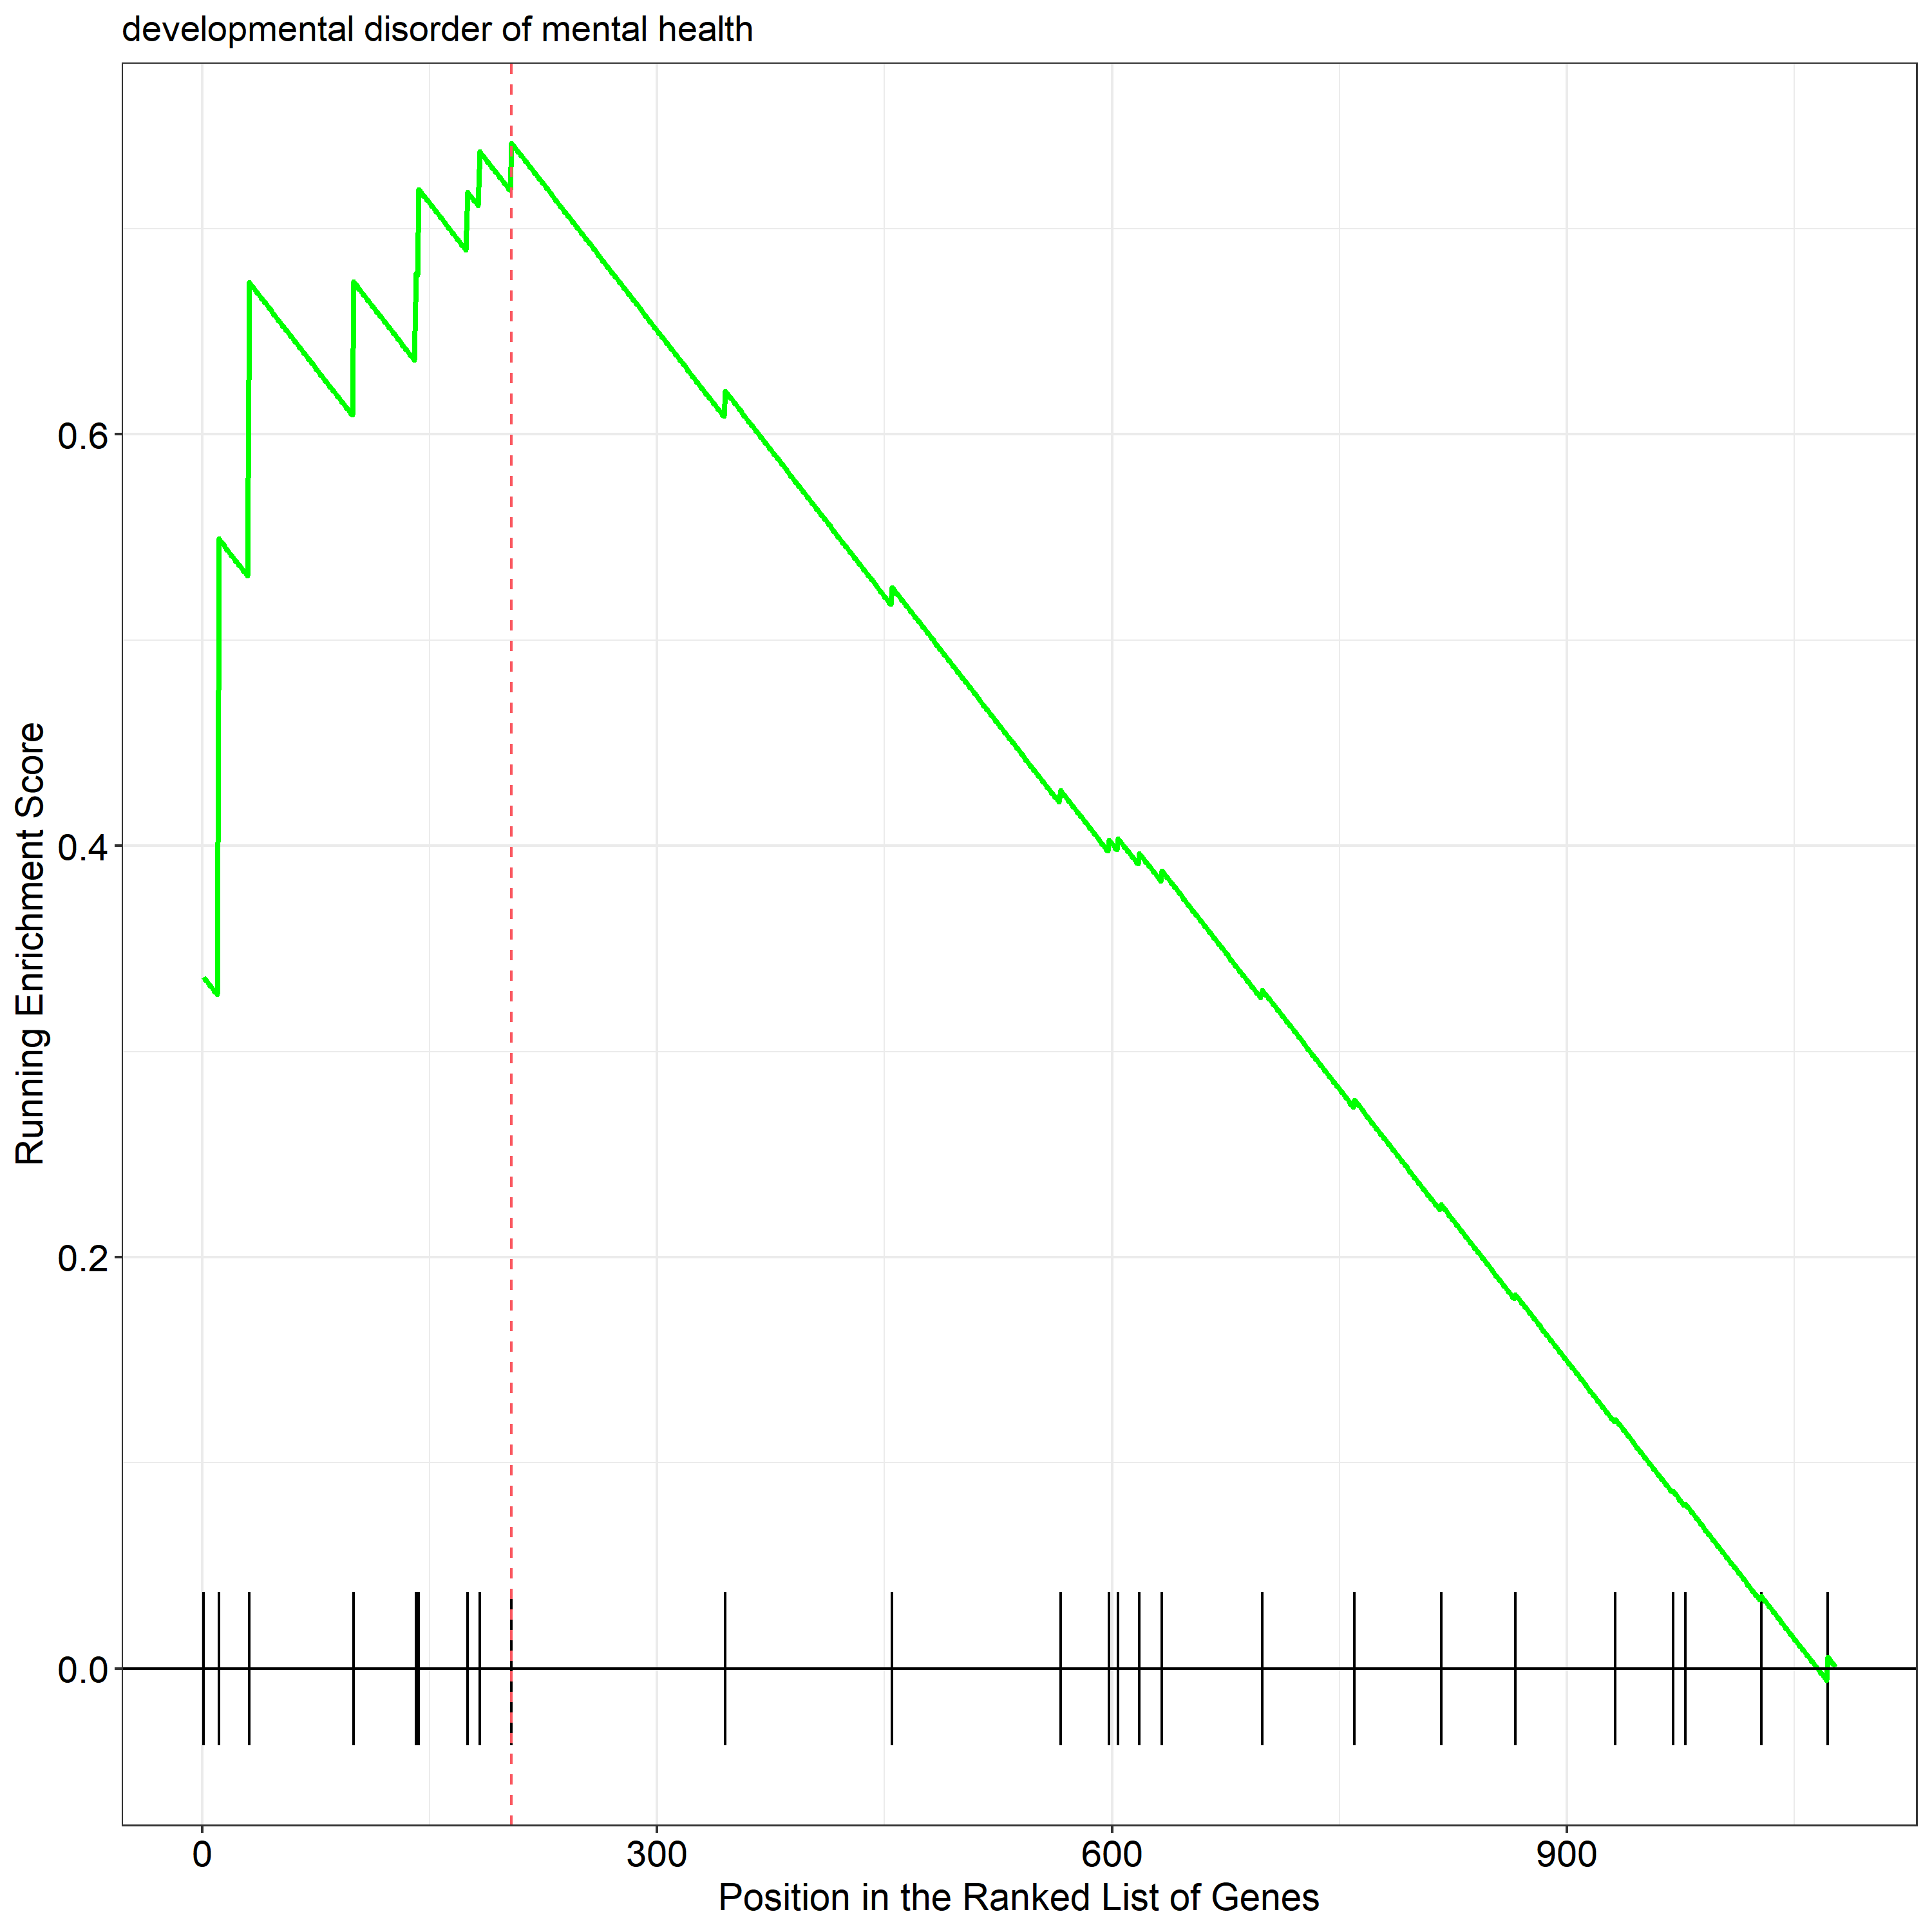 developmental disorder of mental health
Running Enrichment Score
0.6
0.4
0.2
0.0
0
300
600
900
Position in the Ranked List of Genes